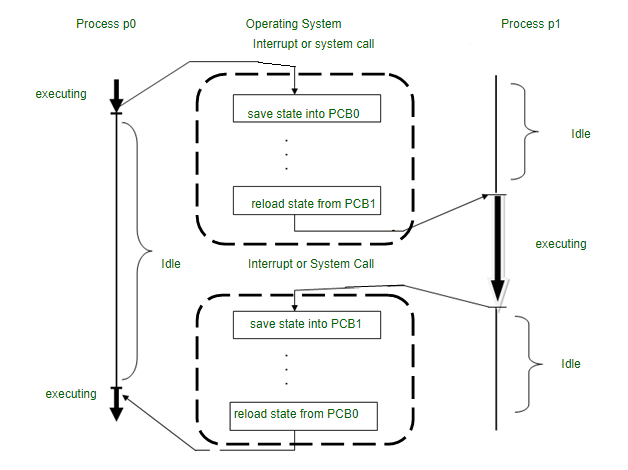 Process p0
Operating System
Process p1
Interrupt or system call
executing
save state into PCB0
Idle
reload state from PCB1
executing
Idle
Interrupt or System Call
save state into PCB1
Idle
executing
reload state from PCB0